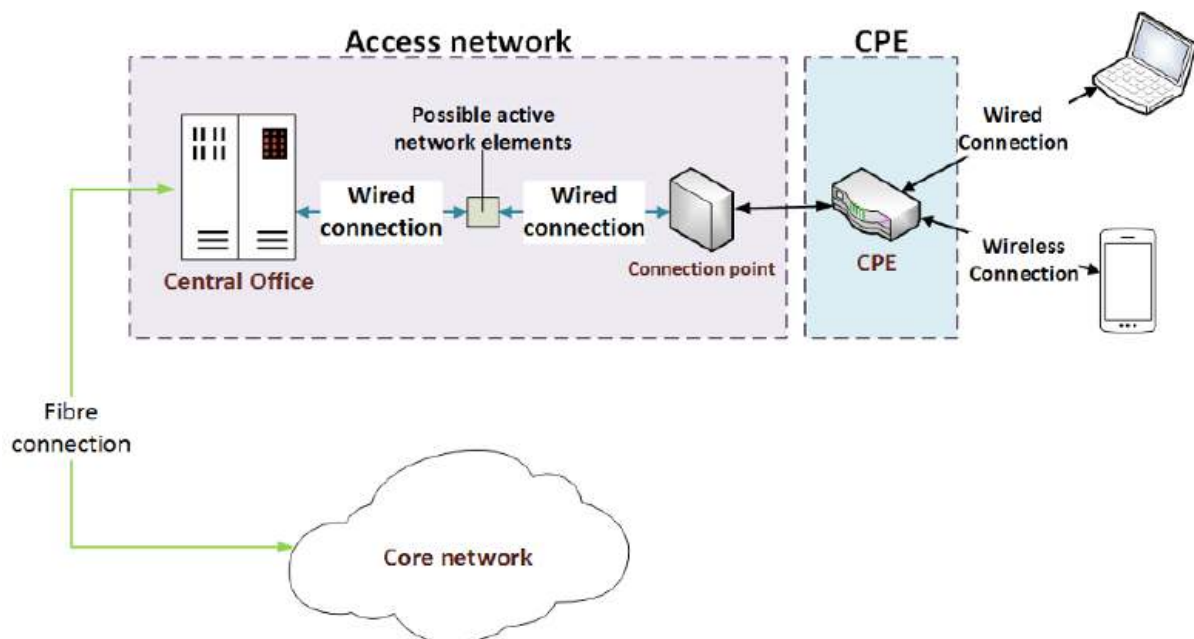 Access network
CPE
Possible active
network elements
Wired
connection
Wired
connection
Central Office
Connection point
CPE
Wired
Connection
Wireless
Connection
Fibre
connection
Core network